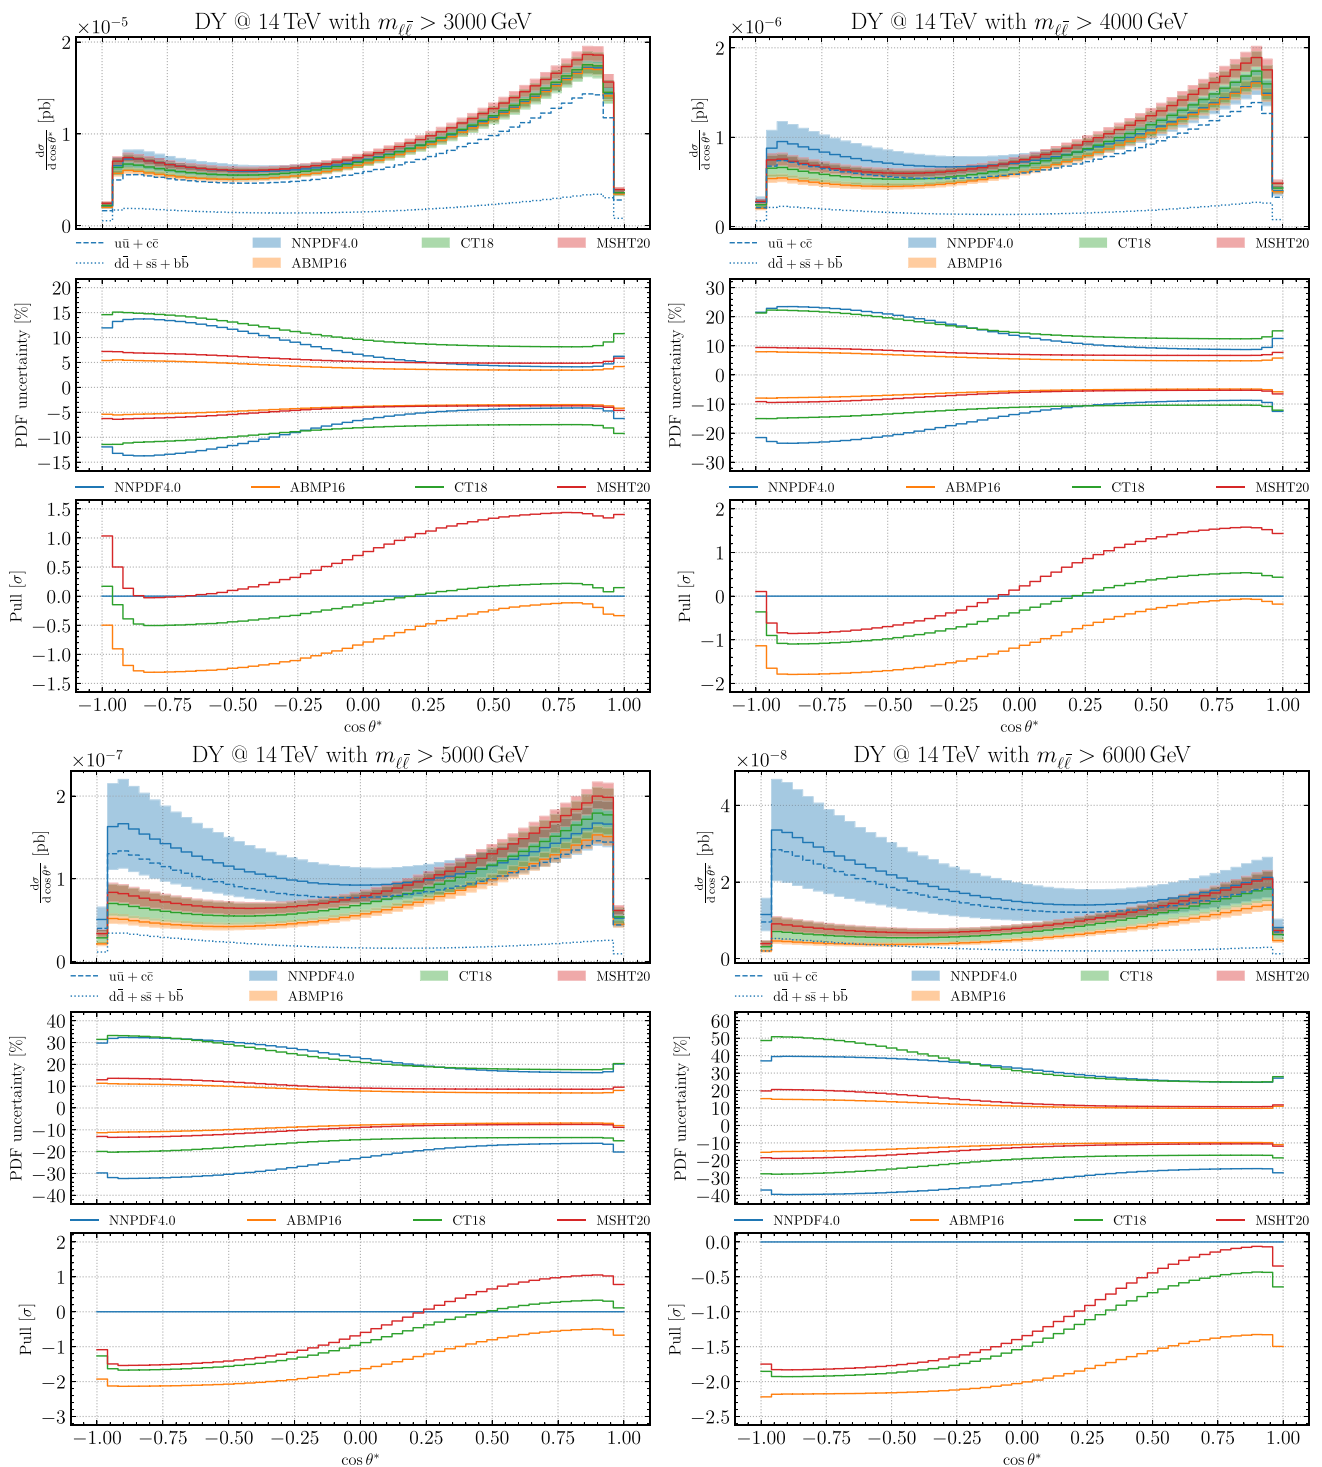 DY @ 14 TeV with m_{ℓℓ̄} > 3000 GeV
×10⁻⁵
2
1
0
dσ/d cos θ* [pb]
uū + cc̄
NNPDF4.0
CT18
MSHT20
dd̄ + ss̄ + bb̄
ABMP16
20
15
10
5
0
−5
−10
−15
PDF uncertainty [%]
NNPDF4.0
ABMP16
CT18
MSHT20
1.5
1.0
0.5
0.0
−0.5
−1.0
−1.5
Pull [σ]
−1.00 −0.75 −0.50 −0.25 0.00 0.25 0.50 0.75 1.00
cos θ*
DY @ 14 TeV with m_{ℓℓ̄} > 4000 GeV
×10⁻⁶
2
1
0
dσ/d cos θ* [pb]
uū + cc̄
NNPDF4.0
CT18
MSHT20
dd̄ + ss̄ + bb̄
ABMP16
30
20
10
0
−10
−20
−30
PDF uncertainty [%]
NNPDF4.0
ABMP16
CT18
MSHT20
2
1
0
−1
−2
Pull [σ]
−1.00 −0.75 −0.50 −0.25 0.00 0.25 0.50 0.75 1.00
cos θ*
DY @ 14 TeV with m_{ℓℓ̄} > 5000 GeV
×10⁻⁷
2
1
0
dσ/d cos θ* [pb]
uū + cc̄
NNPDF4.0
CT18
MSHT20
dd̄ + ss̄ + bb̄
ABMP16
40
30
20
10
0
−10
−20
−30
−40
PDF uncertainty [%]
NNPDF4.0
ABMP16
CT18
MSHT20
2
1
0
−1
−2
−3
Pull [σ]
−1.00 −0.75 −0.50 −0.25 0.00 0.25 0.50 0.75 1.00
cos θ*
DY @ 14 TeV with m_{ℓℓ̄} > 6000 GeV
×10⁻⁸
4
2
0
dσ/d cos θ* [pb]
uū + cc̄
NNPDF4.0
CT18
MSHT20
dd̄ + ss̄ + bb̄
ABMP16
60
50
40
30
20
10
0
−10
−20
−30
−40
PDF uncertainty [%]
NNPDF4.0
ABMP16
CT18
MSHT20
0.0
−0.5
−1.0
−1.5
−2.0
−2.5
Pull [σ]
−1.00 −0.75 −0.50 −0.25 0.00 0.25 0.50 0.75 1.00
cos θ*